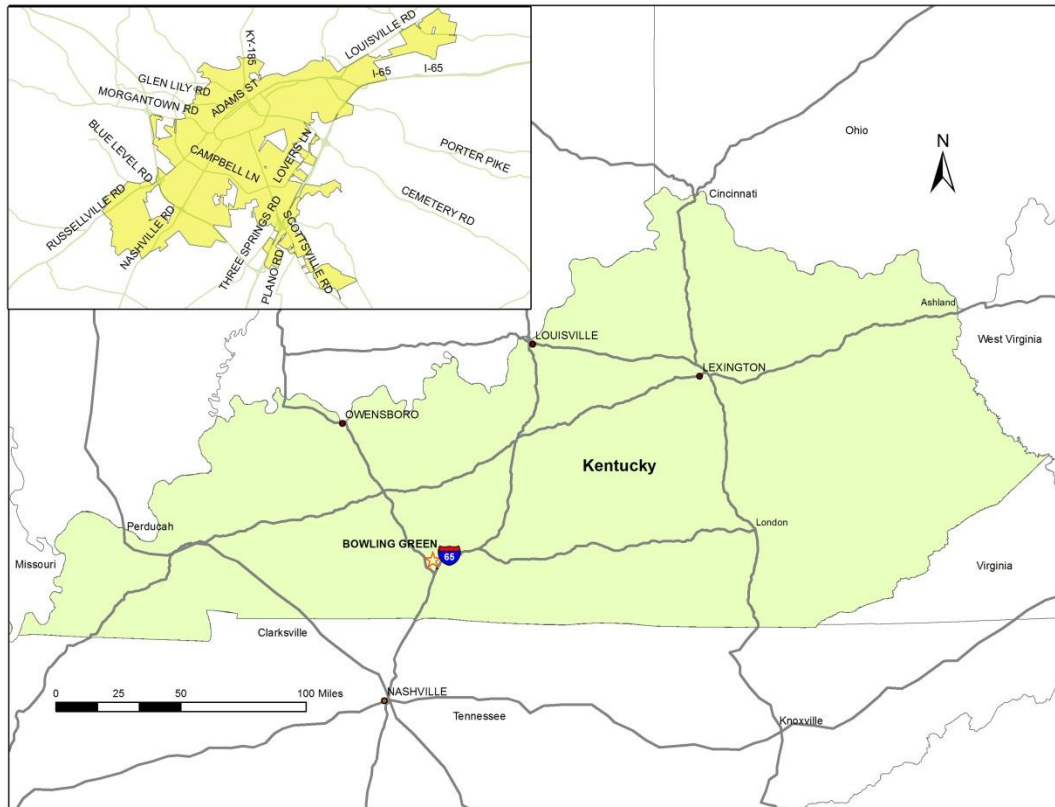 LOUISVILLE RD
KY-185
I-65
I-65
GLEN LILY RD
ADAMS ST
MORGANTOWN RD
BLUE LEVEL RD
CAMPBELL LN
LOVERS LN
PORTER PIKE
CEMETERY RD
RUSSELLVILLE RD
NASHVILLE RD
THREE SPRINGS RD
PLANO RD
SCOTTSVILLE RD
Ohio
N
Cincinnati
Ashland
West Virginia
LOUISVILLE
LEXINGTON
OWENSBORO
Kentucky
Perducah
London
BOWLING GREEN
65
Missouri
Virginia
Clarksville
0 25 50 100 Miles
NASHVILLE
Tennessee
Knoxville